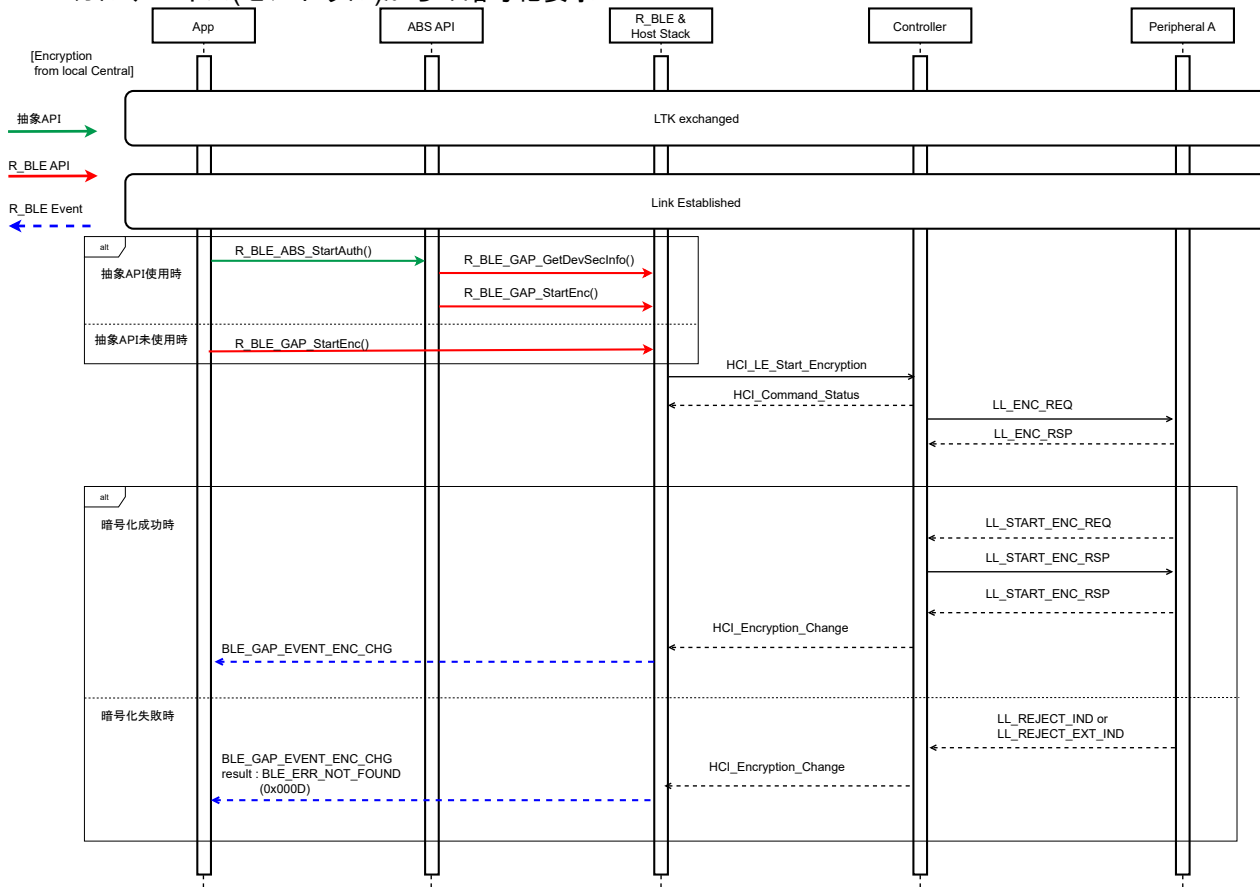 App
ABS API
R_BLE &
Host Stack
Controller
Peripheral A
[Encryption
from local Central]
抽象API
LTK exchanged
R_BLE API
Link Established
R_BLE Event
alt
R_BLE_ABS_StartAuth()
R_BLE_GAP_GetDevSecInfo()
抽象API使用時
R_BLE_GAP_StartEnc()
抽象API未使用時
R_BLE_GAP_StartEnc()
HCI_LE_Start_Encryption
HCI_Command_Status
LL_ENC_REQ
LL_ENC_RSP
alt
暗号化成功時
LL_START_ENC_REQ
LL_START_ENC_RSP
LL_START_ENC_RSP
HCI_Encryption_Change
BLE_GAP_EVENT_ENC_CHG
暗号化失敗時
LL_REJECT_IND or
LL_REJECT_EXT_IND
BLE_GAP_EVENT_ENC_CHG
result : BLE_ERR_NOT_FOUND
(0x000D)
HCI_Encryption_Change